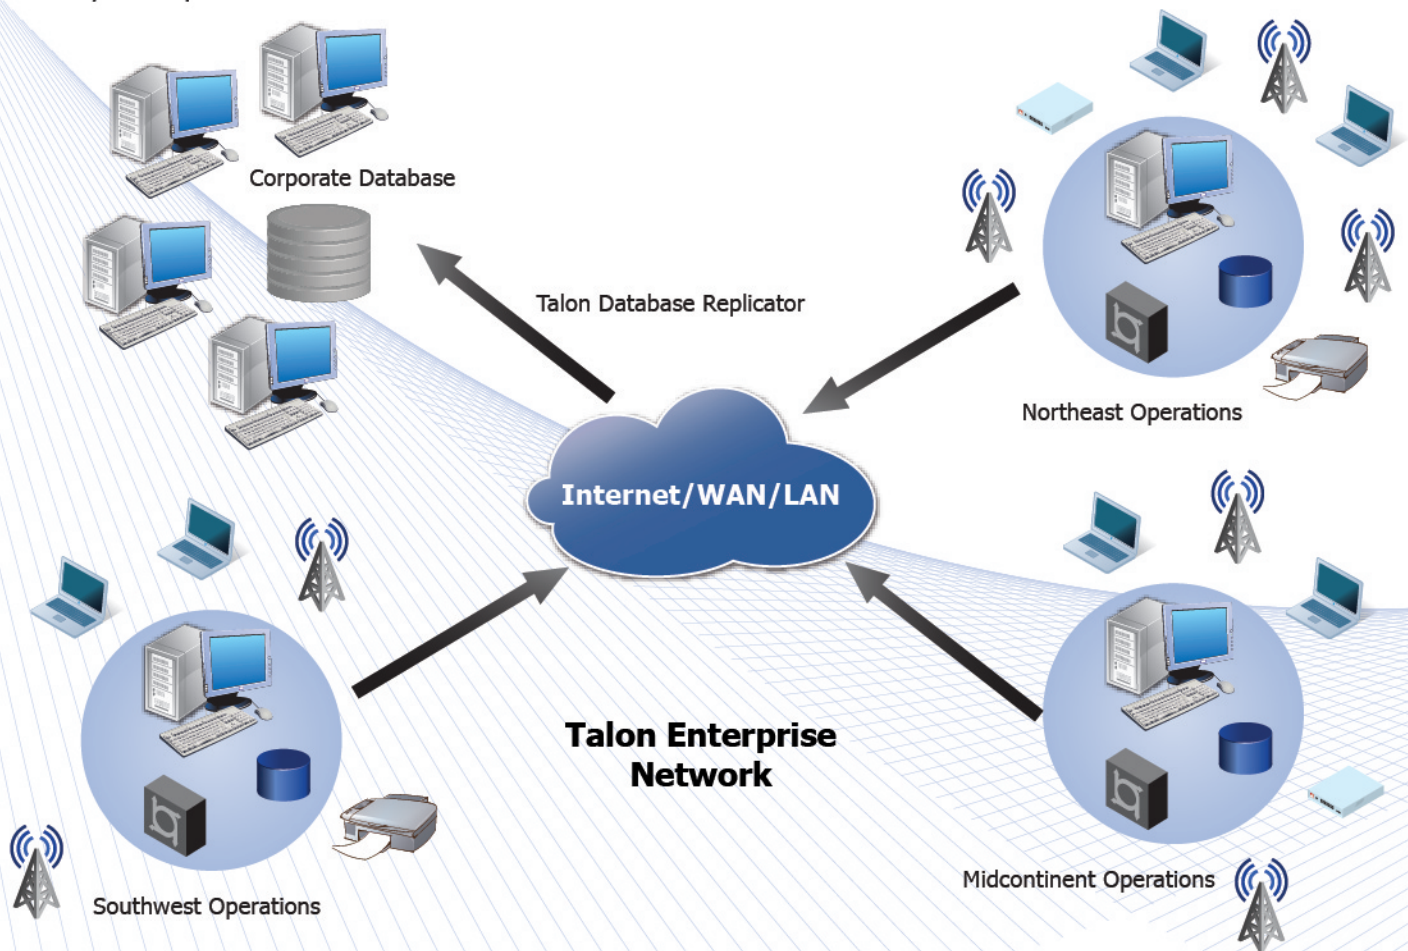 Corporate Database
Talon Database Replicator
Northeast Operations
Internet/WAN/LAN
Talon Enterprise
Network
Midcontinent Operations
Southwest Operations